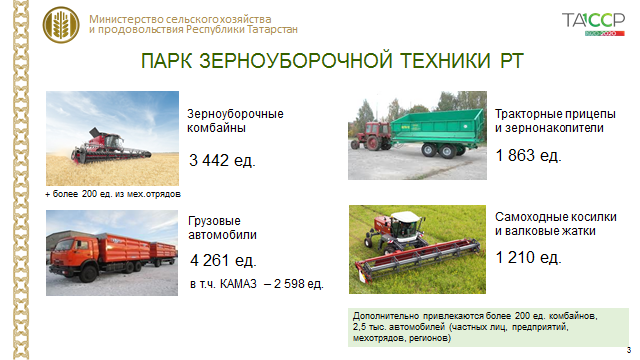 Министерство сельского хозяйства
и продовольствия Республики Татарстан
ТАССР
1920-2020
ПАРК ЗЕРНОУБОРОЧНОЙ ТЕХНИКИ РТ
Зерноуборочные
комбайны
3 442 ед.
+ более 200 ед. из мех.отрядов
Тракторные прицепы
и зернонакопители
1 863 ед.
Грузовые
автомобили
4 261 ед.
в т.ч. КАМАЗ – 2 598 ед.
Самоходные косилки
и валковые жатки
1 210 ед.
Дополнительно привлекаются более 200 ед. комбайнов,
2,5 тыс. автомобилей (частных лиц, предприятий,
мехотрядов, регионов)
3